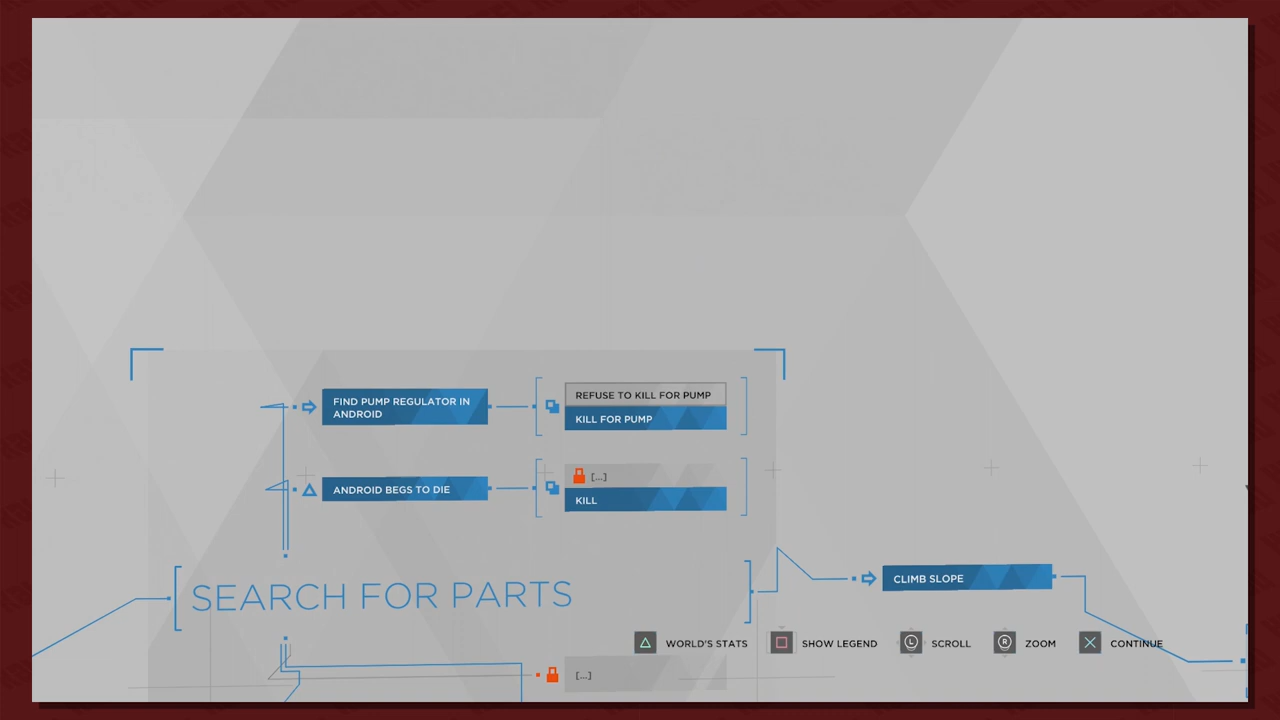 REFUSE TO KILL FOR PUMP
FIND PUMP REGULATOR IN
ANDROID
KILL FOR PUMP
[...]
ANDROID BEGS TO DIE
KILL
CLIMB SLOPE
SEARCH FOR PARTS
WORLD'S STATS
SHOW LEGEND
L SCROLL
R ZOOM
CONTINUE
[...]